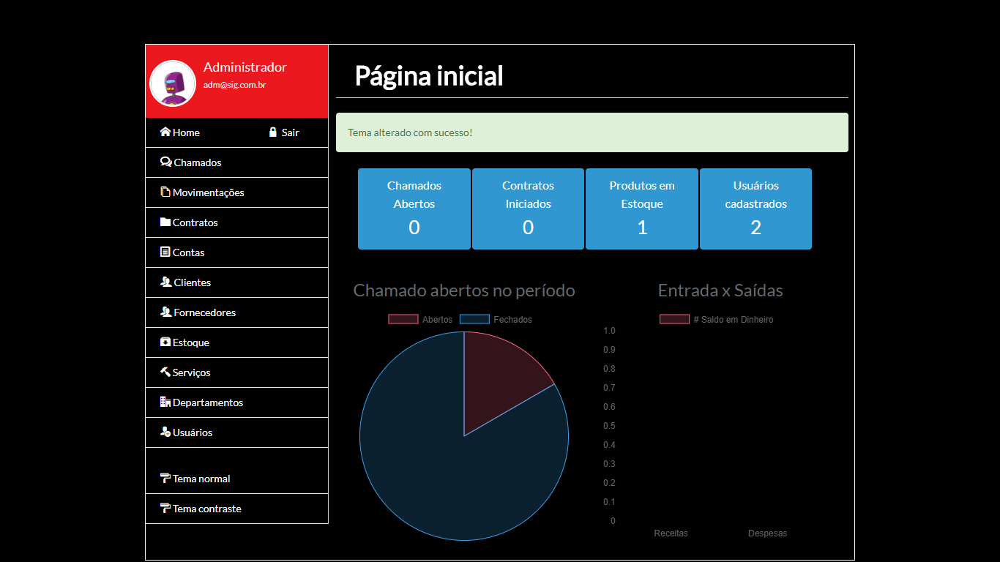 Administrador
adm@sig.com.br
Home
Sair
Chamados
Movimentações
Contratos
Contas
Clientes
Fornecedores
Estoque
Serviços
Departamentos
Usuários
Tema normal
Tema contraste
Página inicial
Tema alterado com sucesso!
Chamados
Abertos
0
Contratos
Iniciados
0
Produtos em
Estoque
1
Usuários
cadastrados
2
Chamado abertos no período
Abertos
Fechados
Entrada x Saídas
# Saldo em Dinheiro
1.0
0.9
0.8
0.7
0.6
0.5
0.4
0.3
0.2
0.1
0
Receitas
Despesas